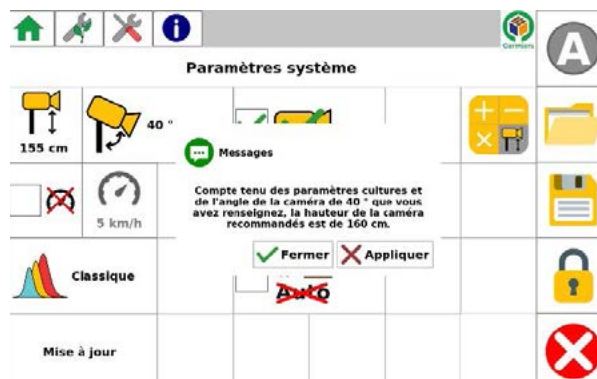 Garmiers
A
Paramètres système
155 cm
40 °
Messages
Compte tenu des paramètres cultures et
de l'angle de la caméra de 40 ° que vous
avez renseignez, la hauteur de la caméra
recommandés est de 160 cm.
5 km/h
Fermer
Appliquer
Classique
Auto
Mise à jour